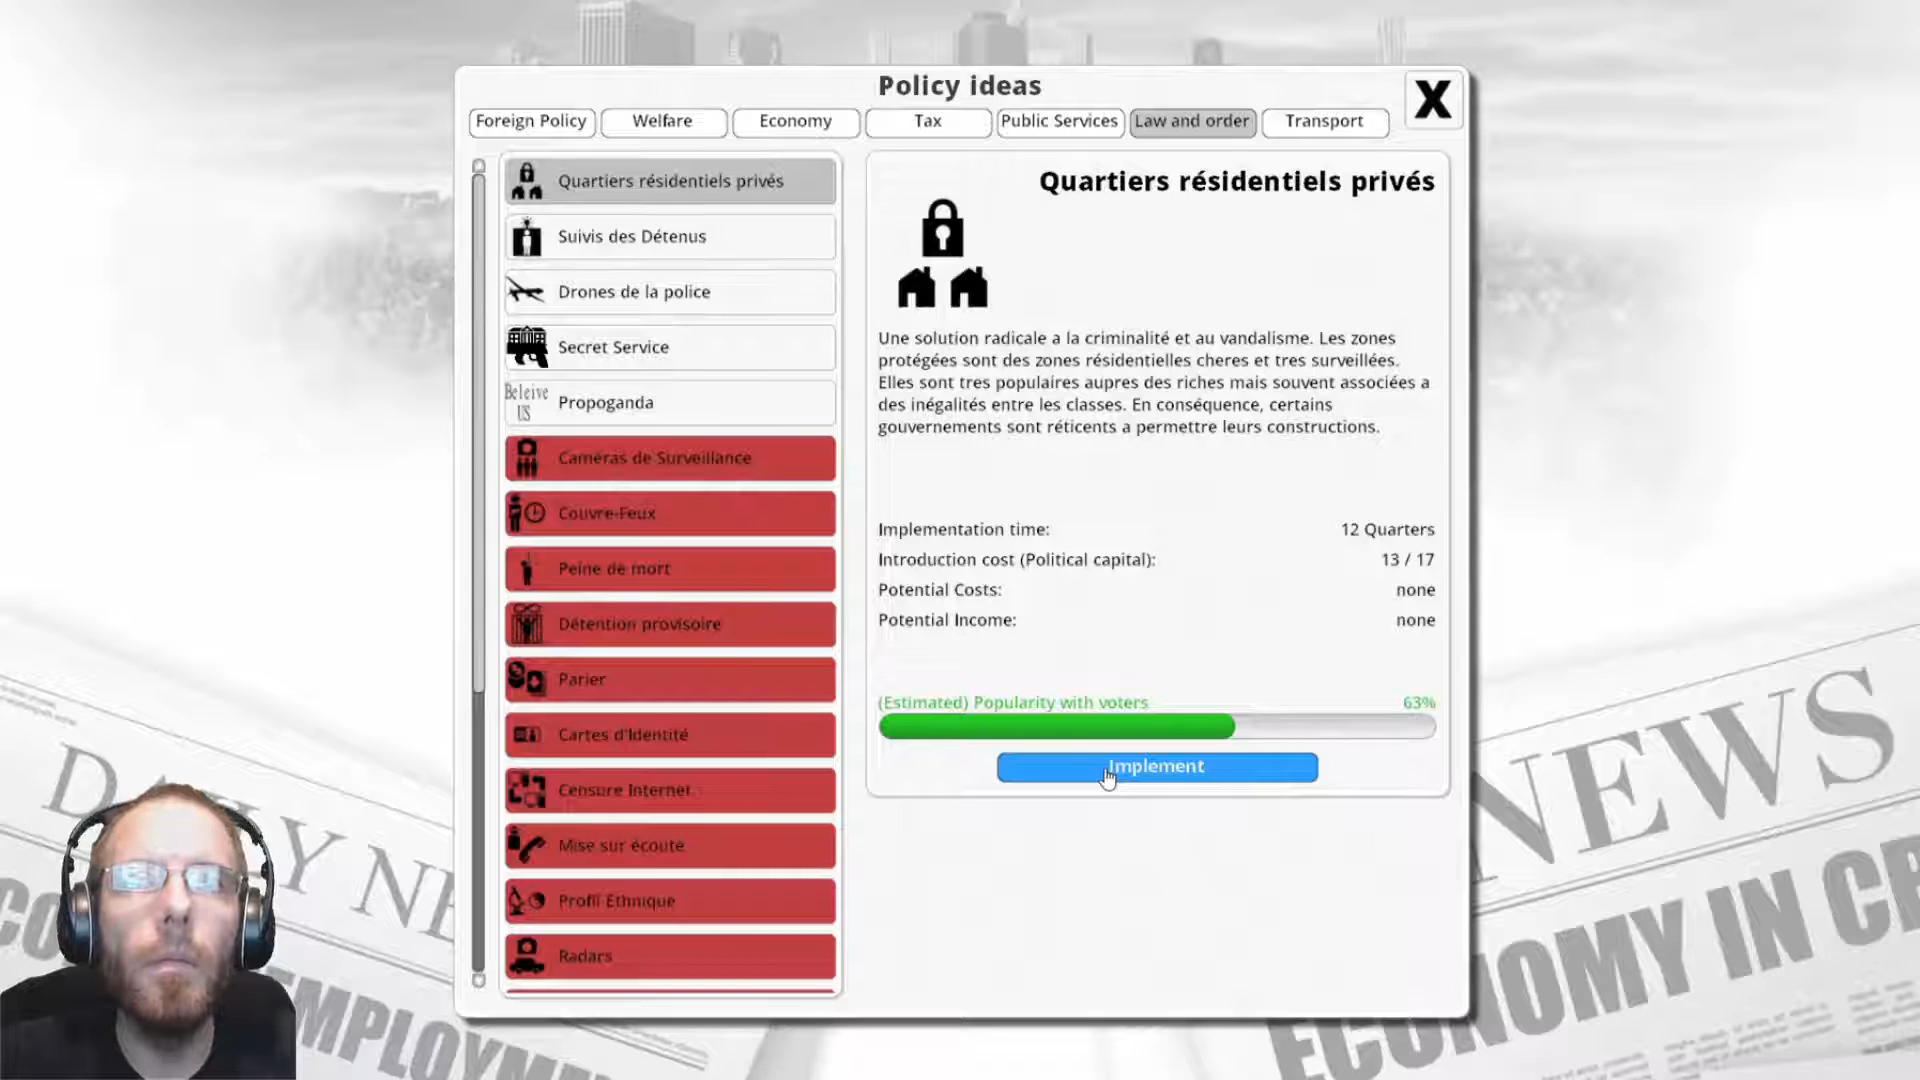 Policy ideas
X
Foreign Policy
Welfare
Economy
Tax
Public Services
Law and order
Transport
Quartiers résidentiels privés
Suivis des Détenus
Drones de la police
Secret Service
Beleive
US
Propoganda
Caméras de Surveillance
Couvre-Feux
Peine de mort
Détention provisoire
Parier
Cartes d'Identité
Censure Internet
Mise sur écoute
Profil Ethnique
Radars
Quartiers résidentiels privés
Une solution radicale a la criminalité et au vandalisme. Les zones
protégées sont des zones résidentielles cheres et tres surveillées.
Elles sont tres populaires aupres des riches mais souvent associées a
des inégalités entre les classes. En conséquence, certains
gouvernements sont réticents a permettre leurs constructions.
Implementation time: 12 Quarters
Introduction cost (Political capital): 13 / 17
Potential Costs: none
Potential Income: none
(Estimated) Popularity with voters 63%
Implement
NEWS
ECONOMY IN CR